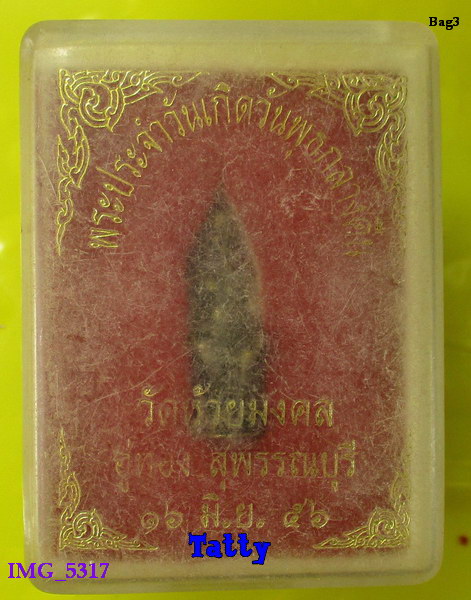 Bag3
พระประจำวันเกิดวันพุธกลางคืน
วัดห้วยมงคล
อู่ทอง สุพรรณบุรี
๑๖ มิ.ย. ๕๖
Tatty
IMG_5317